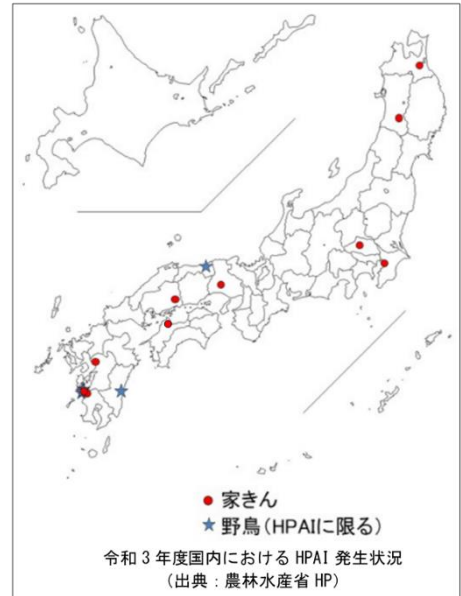 ● 家きん
★ 野鳥(HPAIに限る)
令和3年度国内における HPAI 発生状況
(出典：農林水産省 HP)